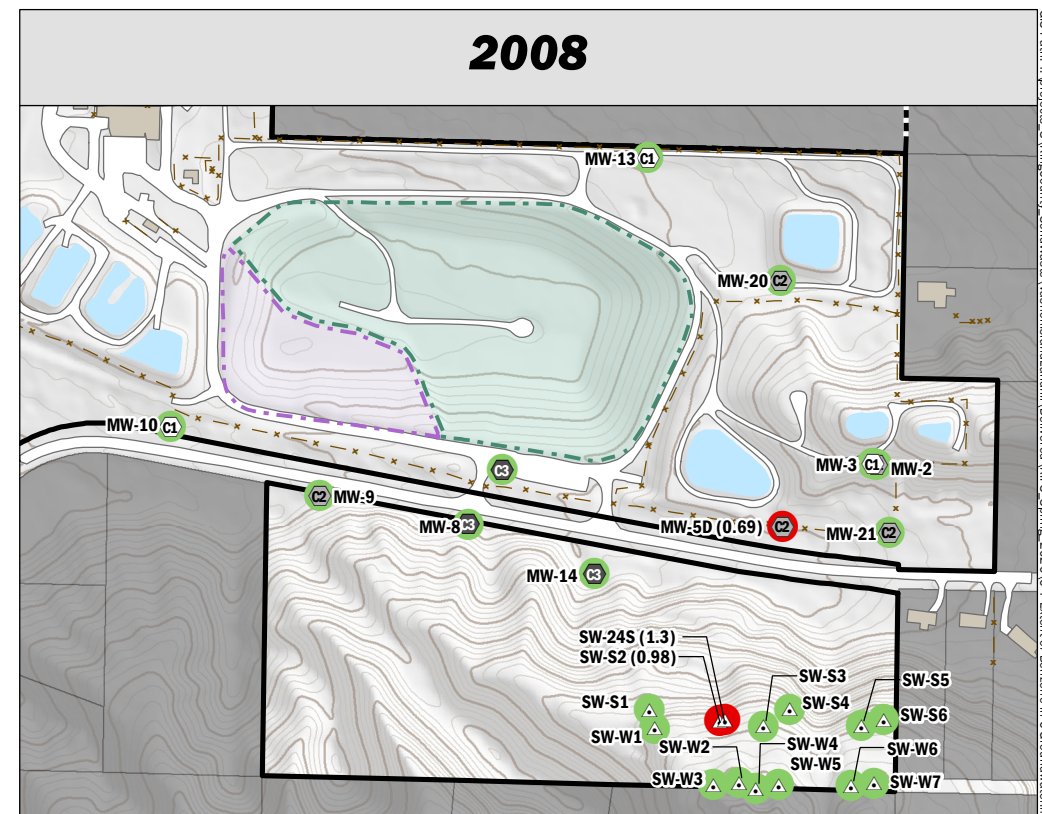 2008
MW-13
C1
MW-20
C2
MW-10
C1
MW-3
C1
MW-2
C3
C2
MW-9
MW-8
C3
MW-5D (0.69)
C2
MW-21
C2
MW-14
C3
SW-24S (1.3)
SW-S2 (0.98)
SW-S3
SW-S5
SW-S1
SW-S4
SW-S6
SW-W1
SW-W2
SW-W4
SW-W6
SW-W5
SW-W3
SW-W7